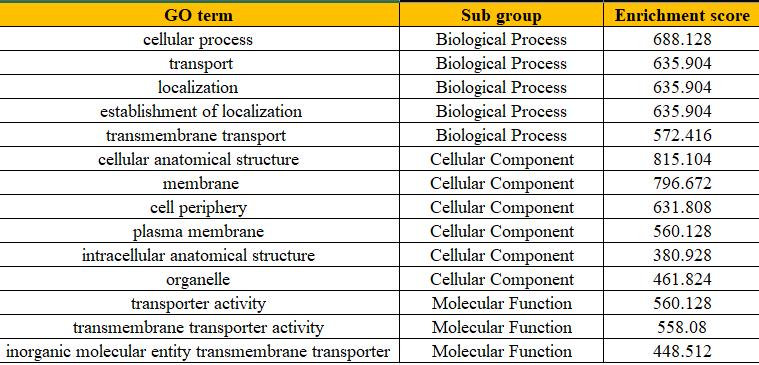 GO term Sub group Enrichment score
cellular process Biological Process 688.128
transport Biological Process 635.904
localization Biological Process 635.904
establishment of localization Biological Process 635.904
transmembrane transport Biological Process 572.416
cellular anatomical structure Cellular Component 815.104
membrane Cellular Component 796.672
cell periphery Cellular Component 631.808
plasma membrane Cellular Component 560.128
intracellular anatomical structure Cellular Component 380.928
organelle Cellular Component 461.824
transporter activity Molecular Function 560.128
transmembrane transporter activity Molecular Function 558.08
inorganic molecular entity transmembrane transporter Molecular Function 448.512